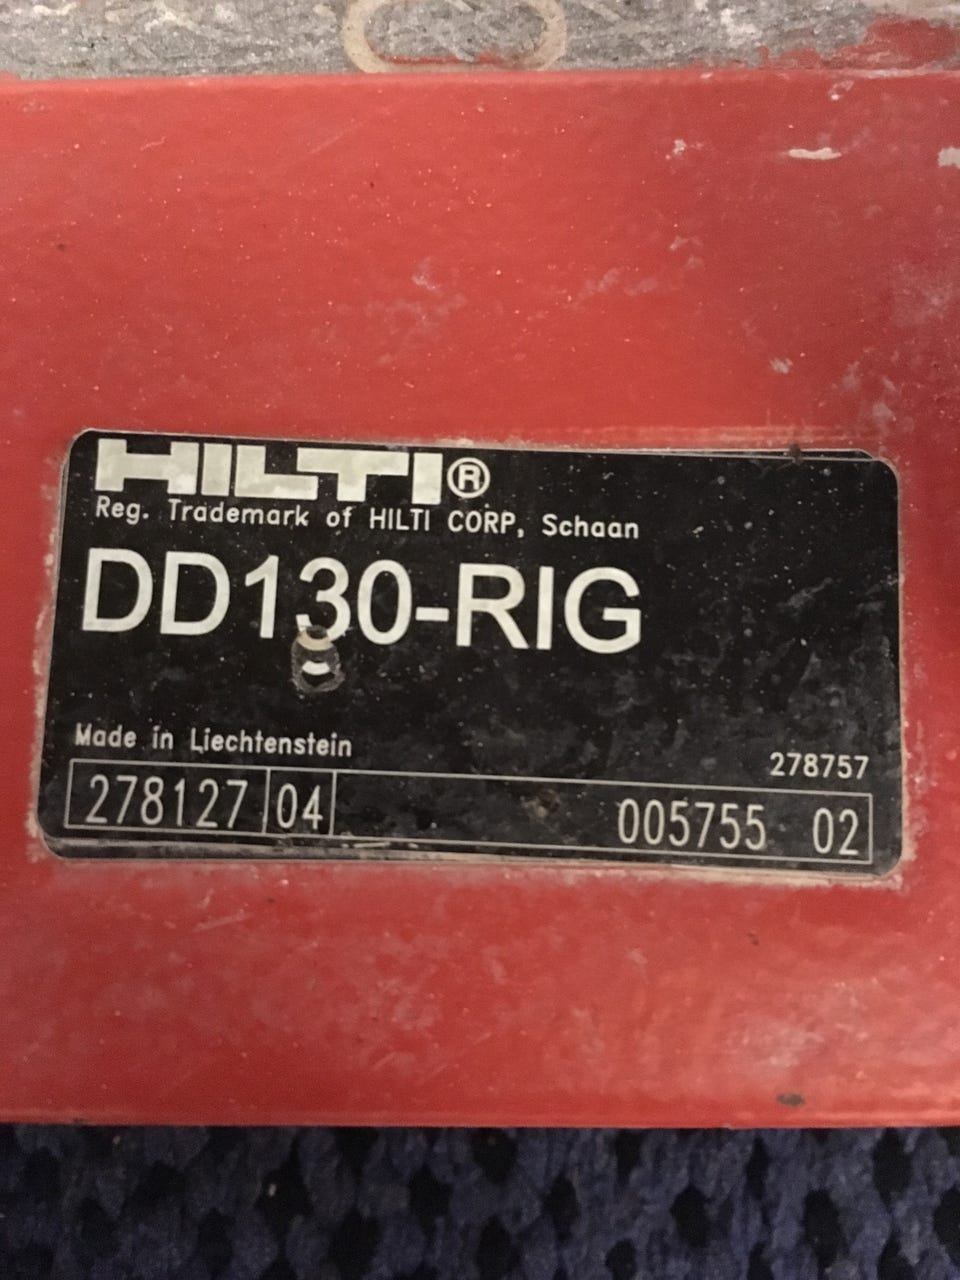 HILTI®
Reg. Trademark of HILTI CORP, Schaan
DD130-RIG
Made in Liechtenstein
278757
278127 04 005755 02